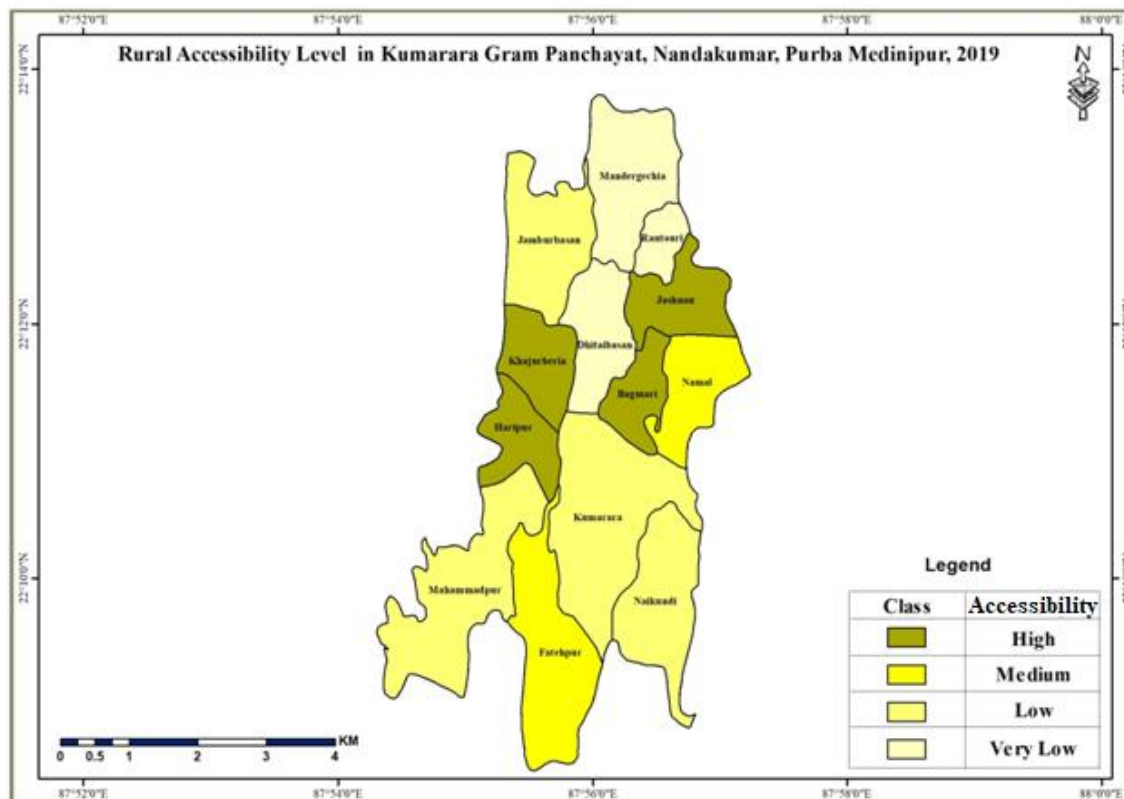 87°52'0"E 87°54'0"E 87°56'0"E 87°58'0"E 88°0'0"E
Rural Accessibility Level in Kumarara Gram Panchayat, Nandakumar, Purba Medinipur, 2019
22°14'0"N
N
Mandergechia
Jamburbasan
Rantouri
Joshnon
22°12'0"N
Khajurberia
Dhitaibasan
Namal
Bagmari
Haripur
Kumarara
22°10'0"N
Mahammadpur
Naikundi
Fatehpur
Legend
Class Accessibility
High
Medium
Low
Very Low
KM
0 0.5 1 2 3 4
87°52'0"E 87°54'0"E 87°56'0"E 87°58'0"E 88°0'0"E